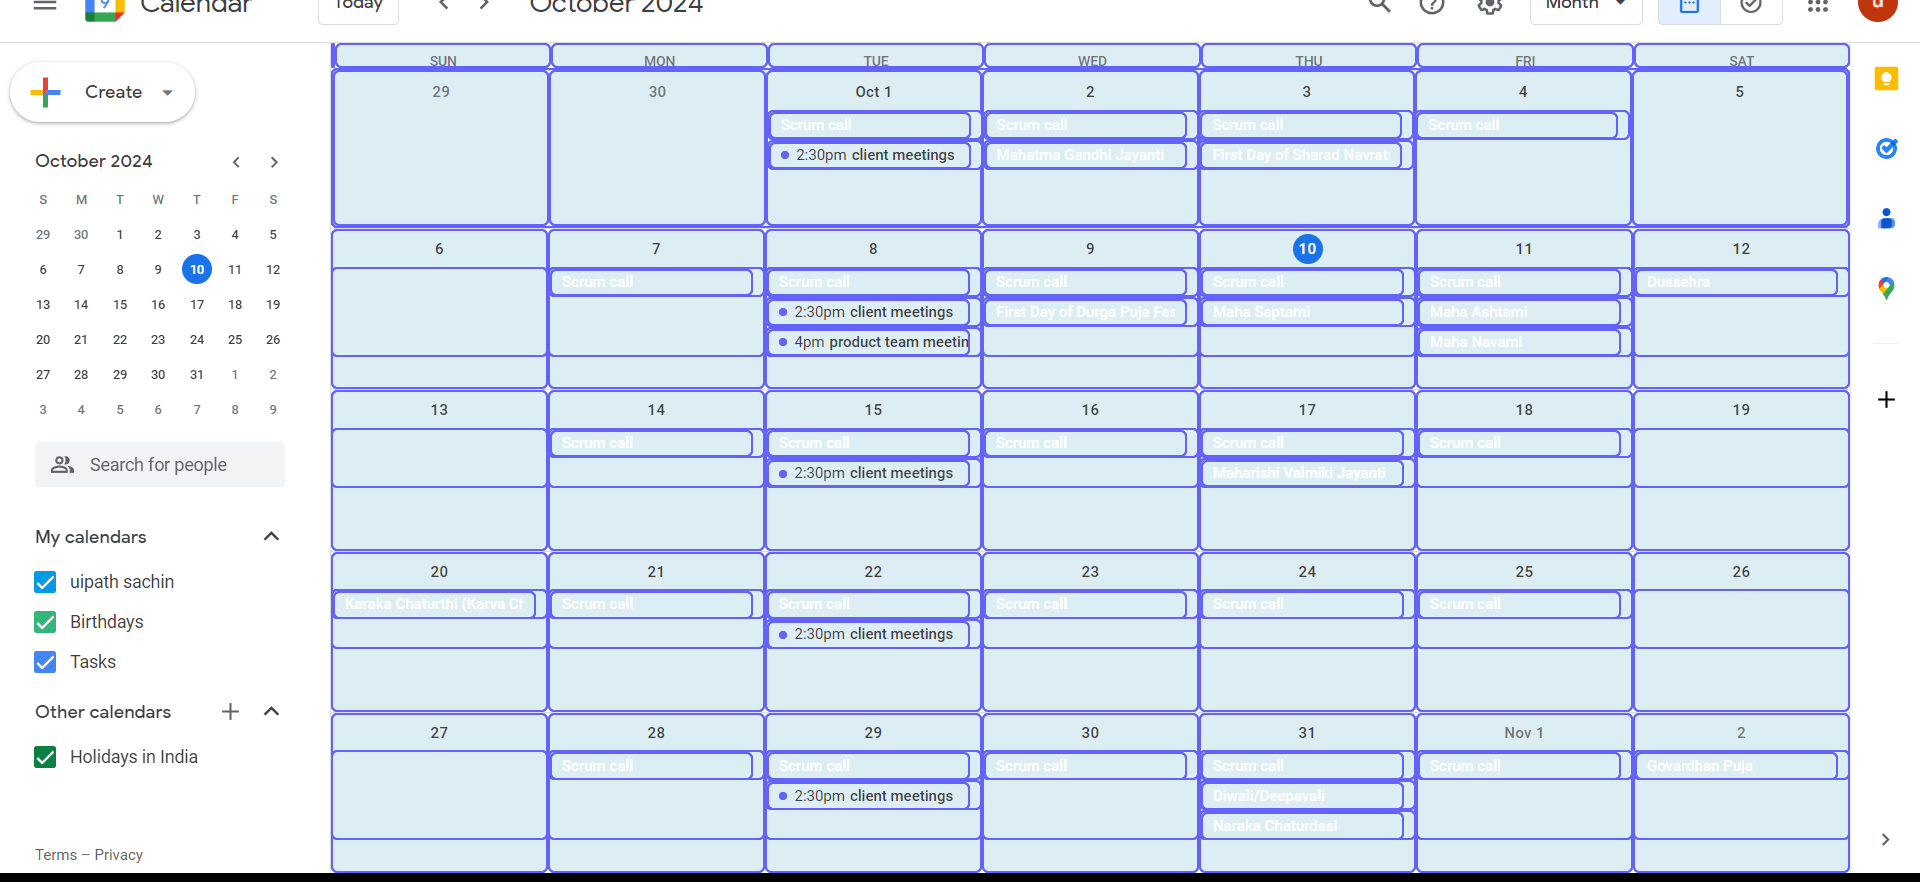 Calendar
Today
October 2024
Month
u
Create
October 2024
S M T W T F S
29 30 1 2 3 4 5
6 7 8 9 10 11 12
13 14 15 16 17 18 19
20 21 22 23 24 25 26
27 28 29 30 31 1 2
3 4 5 6 7 8 9
Search for people
My calendars
uipath sachin
Birthdays
Tasks
Other calendars
Holidays in India
Terms – Privacy
SUN MON TUE WED THU FRI SAT
29 30 Oct 1 2 3 4 5
Scrum call Scrum call Scrum call Scrum call
2:30pm client meetings Mahatma Gandhi Jayanti First Day of Sharad Navrat
6 7 8 9 10 11 12
Scrum call Scrum call Scrum call Scrum call Scrum call Dussehra
2:30pm client meetings First Day of Durga Puja Fes Maha Saptami Maha Ashtami
4pm product team meetin Maha Navami
13 14 15 16 17 18 19
Scrum call Scrum call Scrum call Scrum call Scrum call
2:30pm client meetings Maharishi Valmiki Jayanti
20 21 22 23 24 25 26
Karaka Chaturthi (Karva Ch Scrum call Scrum call Scrum call Scrum call Scrum call
2:30pm client meetings
27 28 29 30 31 Nov 1 2
Scrum call Scrum call Scrum call Scrum call Scrum call Govardhan Puja
2:30pm client meetings Diwali/Deepavali
Naraka Chaturdasi